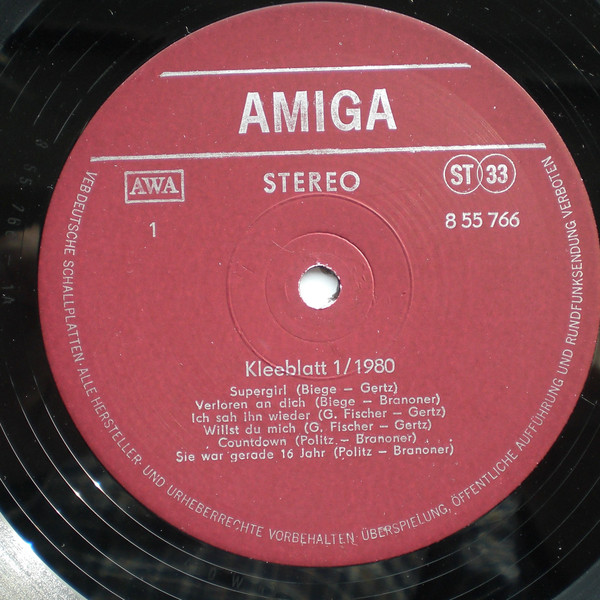 AMIGA
AWA
STEREO
ST 33
1
8 55 766
Kleeblatt 1/1980
Supergirl (Biege – Gertz)
Verloren an dich (Biege – Branoner)
Ich sah ihn wieder (G. Fischer – Gertz)
Willst du mich (G. Fischer – Gertz)
Countdown (Politz – Branoner)
Sie war gerade 16 Jahr (Politz – Branoner)
VEB DEUTSCHE SCHALLPLATTEN · ALLE HERSTELLER- UND URHEBERRECHTE VORBEHALTEN · ÜBERSPIELUNG, ÖFFENTLICHE AUFFÜHRUNG UND RUNDFUNKSENDUNG VERBOTEN